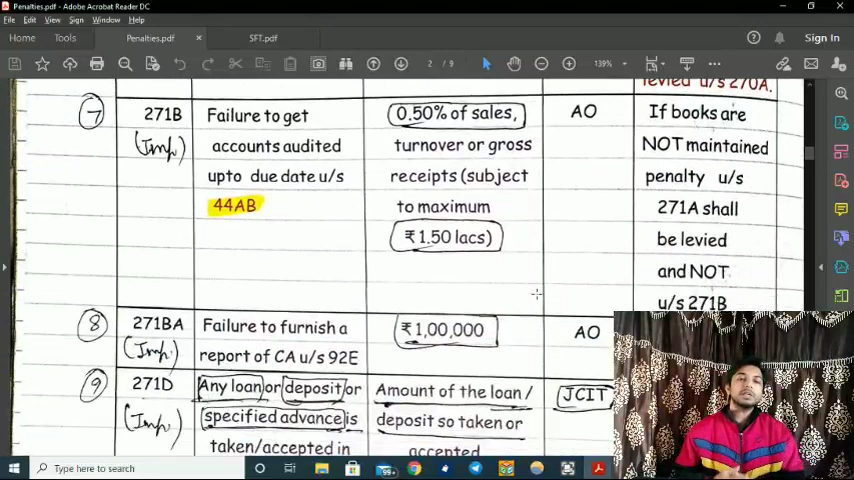 Penalties.pdf - Adobe Acrobat Reader DC
File Edit View Sign Window Help
Home Tools Penalties.pdf × SFT.pdf Sign In
2 / 9 139%
levied u/s 270A.
7 271B (Imp) Failure to get 0.50% of sales, AO If books are
accounts audited turnover or gross NOT maintained
upto due date u/s receipts (subject penalty u/s
44AB to maximum 271A shall
₹1.50 lacs) be levied
and NOT
u/s 271B
8 271BA (Imp) Failure to furnish a ₹1,00,000 AO
report of CA u/s 92E
9 271D (Imp) Any loan or deposit or Amount of the loan / JCIT
specified advance is deposit so taken or
taken/accepted in accepted
Type here to search
99+